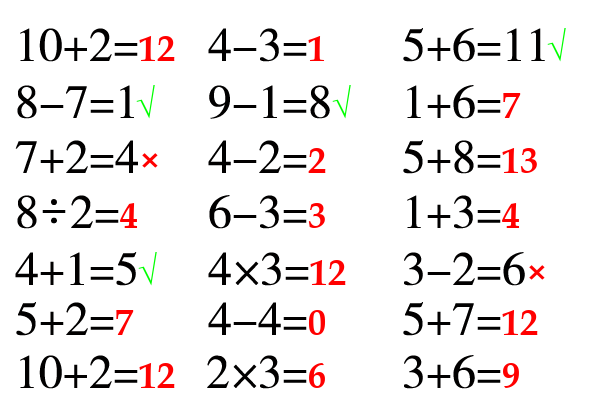 10+2=12 4−3=1 5+6=11√
8−7=1√ 9−1=8√ 1+6=7
7+2=4× 4−2=2 5+8=13
8÷2=4 6−3=3 1+3=4
4+1=5√ 4×3=12 3−2=6×
5+2=7 4−4=0 5+7=12
10+2=12 2×3=6 3+6=9